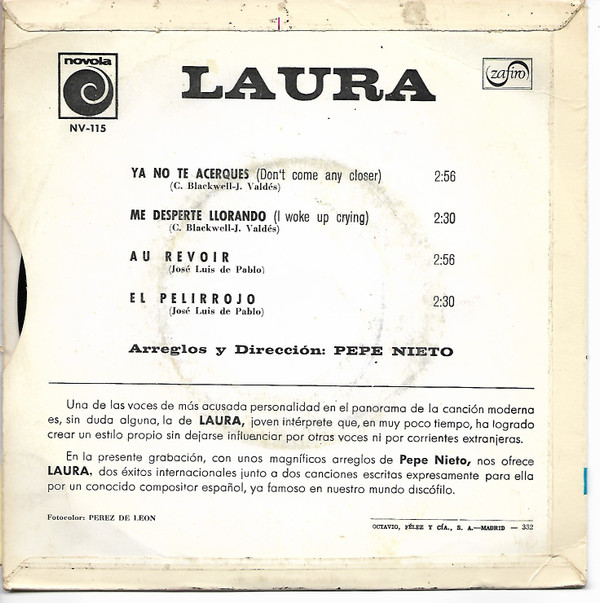 novola
NV-115
LAURA
zafiro
YA NO TE ACERQUES (Don't come any closer) 2:56
(C. Blackwell-J. Valdés)
ME DESPERTE LLORANDO (I woke up crying) 2:30
(C. Blackwell-J. Valdés)
AU REVOIR 2:56
(José Luis de Pablo)
EL PELIRROJO 2:30
(José Luis de Pablo)
Arreglos y Dirección: PEPE NIETO
Una de las voces de más acusada personalidad en el panorama de la canción moderna
es, sin duda alguna, la de LAURA, joven intérprete que, en muy poco tiempo, ha logrado
crear un estilo propio sin dejarse influenciar por otras voces ni por corrientes extranjeras.
En la presente grabación, con unos magníficos arreglos de Pepe Nieto, nos ofrece
LAURA, dos éxitos internacionales junto a dos canciones escritas expresamente para ella
por un conocido compositor español, ya famoso en nuestro mundo discófilo.
Fotocolor: PEREZ DE LEON
OCTAVIO, FÉLEZ Y CÍA., S. A.—MADRID — 332